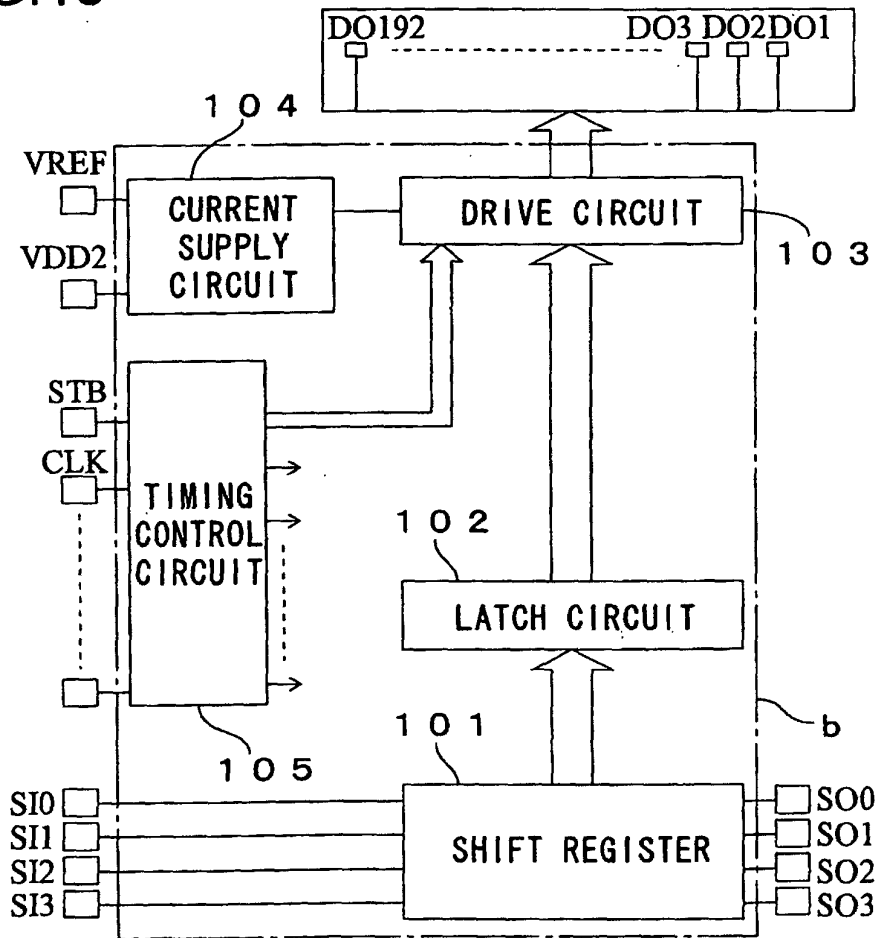 DO192 DO3 DO2 DO1
104
VREF
CURRENT
SUPPLY
CIRCUIT
DRIVE CIRCUIT
VDD2
103
STB
CLK
TIMING
CONTROL
CIRCUIT
102
LATCH CIRCUIT
101
b
105
SI0
SI1
SI2
SI3
SHIFT REGISTER
SO0
SO1
SO2
SO3